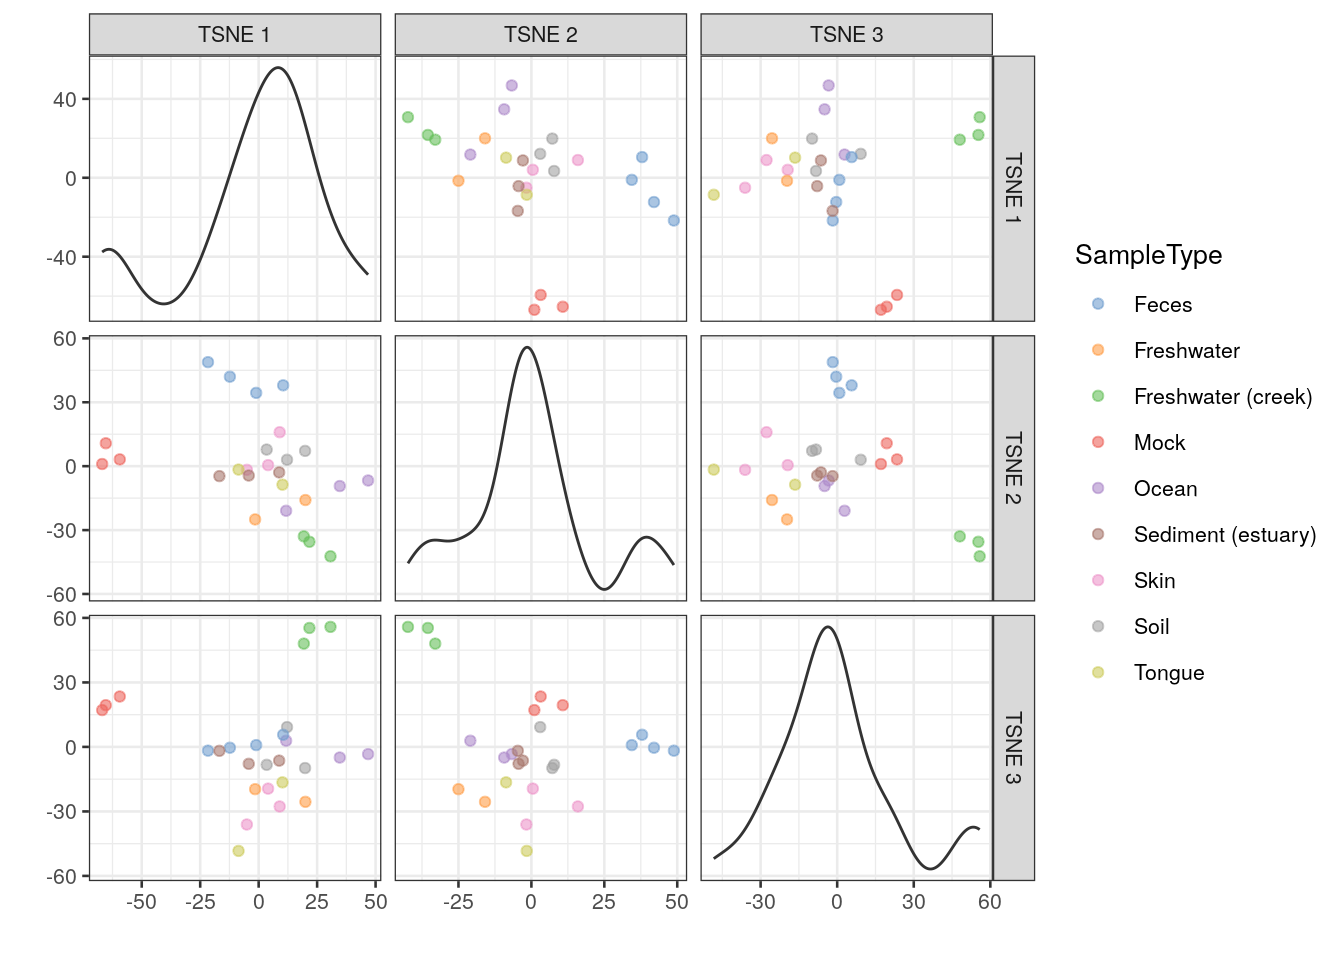 TSNE 1 TSNE 2 TSNE 3
40
0
-40
TSNE 1
60
30
0
-30
-60
TSNE 2
60
30
0
-30
-60
TSNE 3
-50 -25 0 25 50 -25 0 25 50 -30 0 30 60
SampleType
Feces
Freshwater
Freshwater (creek)
Mock
Ocean
Sediment (estuary)
Skin
Soil
Tongue